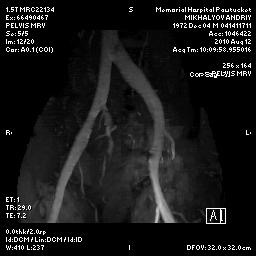 1.5T MRC22134
Ex: 66490467
PELVIS MRV
Se: 5/5
Im: 12/20
Cor: A0.1 (COI)
S
Memorial Hospital Pawtucket
MIKHALYOV ANDRIY
1972 Dec 04 M 041411711
Acc: 1046422
2010 Aug 12
Acq Tm: 10:09:58.955016
256 x 164
PELVIS MRV
R
L
ET: 1
TR: 29.0
TE: 7.2
A1
0.0thk/2.0sp
Id:DCM / Lin:DCM / Id:ID
W:410 L:237
I
DFOV: 32.0 x 32.0cm